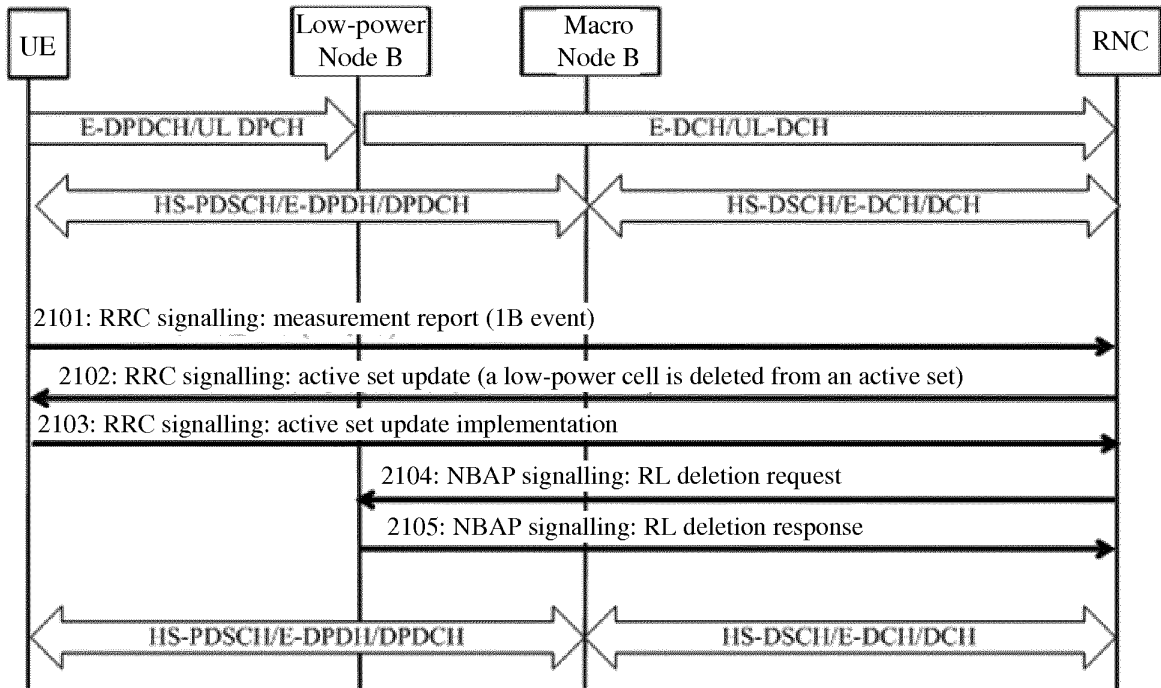 UE
Low-power
Node B
Macro
Node B
RNC
E-DPDCH/UL DPCH
E-DCH/UL-DCH
HS-PDSCH/E-DPDH/DPDCH
HS-DSCH/E-DCH/DCH
2101: RRC signalling: measurement report (1B event)
2102: RRC signalling: active set update (a low-power cell is deleted from an active set)
2103: RRC signalling: active set update implementation
2104: NBAP signalling: RL deletion request
2105: NBAP signalling: RL deletion response
HS-PDSCH/E-DPDH/DPDCH
HS-DSCH/E-DCH/DCH